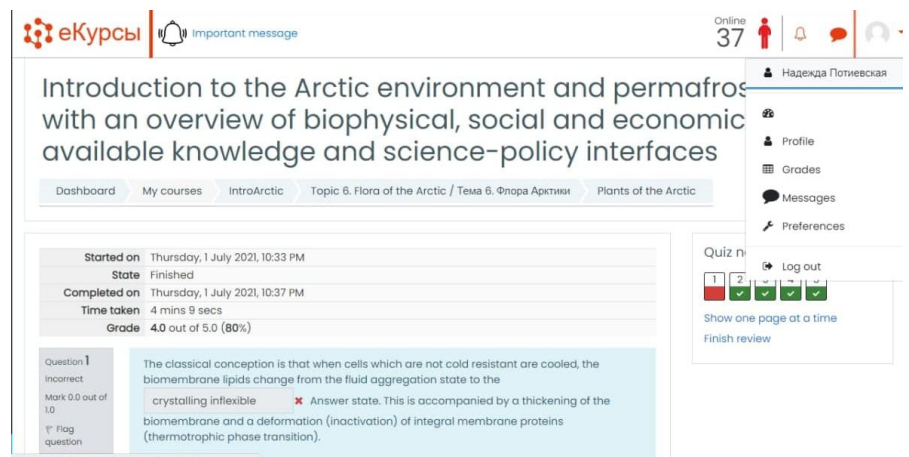 еКурсы
Important message
Online
37
Надежда Потиевская
Introduction to the Arctic environment and
with an overview of biophysical, social and
available knowledge and science-policy interfaces
Profile
Grades
Messages
Preferences
Log out
Dashboard My courses IntroArctic Topic 6. Flora of the Arctic / Тема 6. Флора Арктики Plants of the Arctic
Started on Thursday, 1 July 2021, 10:33 PM
State Finished
Completed on Thursday, 1 July 2021, 10:37 PM
Time taken 4 mins 9 secs
Grade 4.0 out of 5.0 (80%)
Quiz
1 2
Show one page at a time
Finish review
Question 1
Incorrect
Mark 0.0 out of
1.0
Flag
question
The classical conception is that when cells which are not cold resistant are cooled, the
biomembrane lipids change from the fluid aggregation state to the
crystalling inflexible Answer state. This is accompanied by a thickening of the
biomembrane and a deformation (inactivation) of integral membrane proteins
(thermotrophic phase transition).